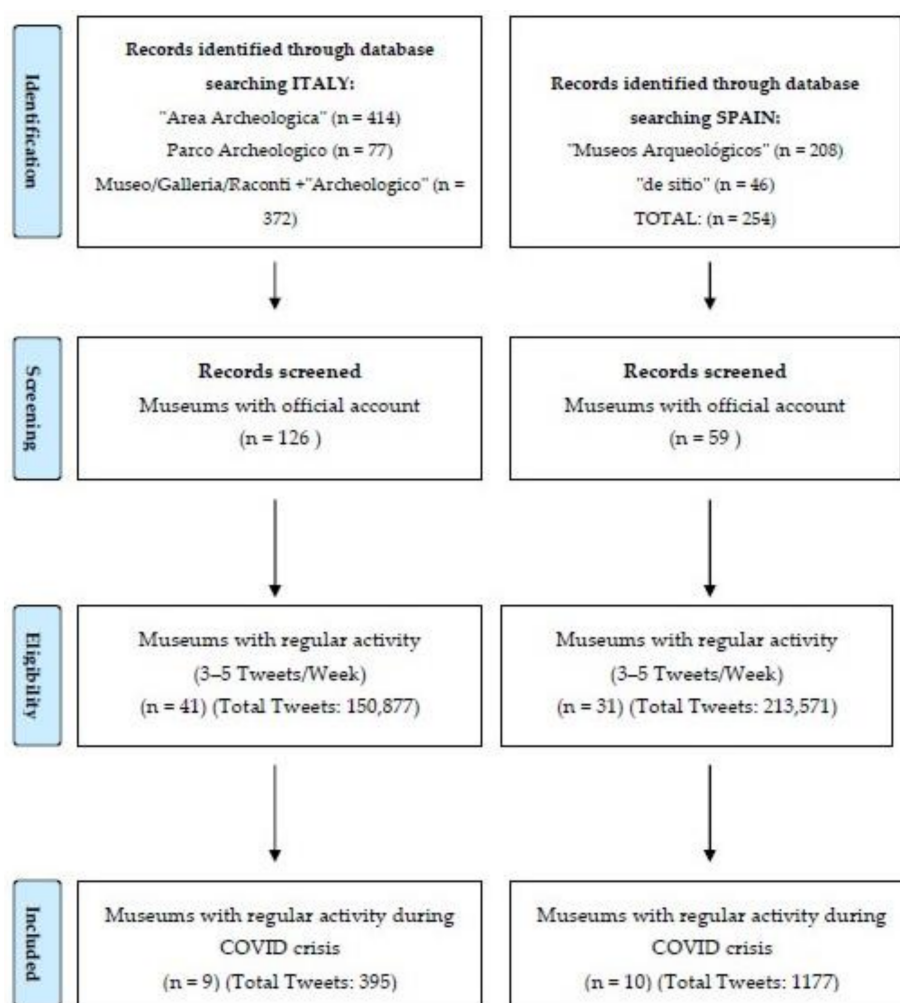 Identification
Records identified through database
searching ITALY:
"Area Archeologica" (n = 414)
Parco Archeologico (n = 77)
Museo/Galleria/Raconti +"Archeologico" (n =
372)
Records identified through database
searching SPAIN:
"Museos Arqueológicos" (n = 208)
"de sitio" (n = 46)
TOTAL: (n = 254)
Screening
Records screened
Museums with official account
(n = 126 )
Records screened
Museums with official account
(n = 59 )
Eligibility
Museums with regular activity
(3–5 Tweets/Week)
(n = 41) (Total Tweets: 150,877)
Museums with regular activity
(3–5 Tweets/Week)
(n = 31) (Total Tweets: 213,571)
Included
Museums with regular activity during
COVID crisis
(n = 9) (Total Tweets: 395)
Museums with regular activity during
COVID crisis
(n = 10) (Total Tweets: 1177)